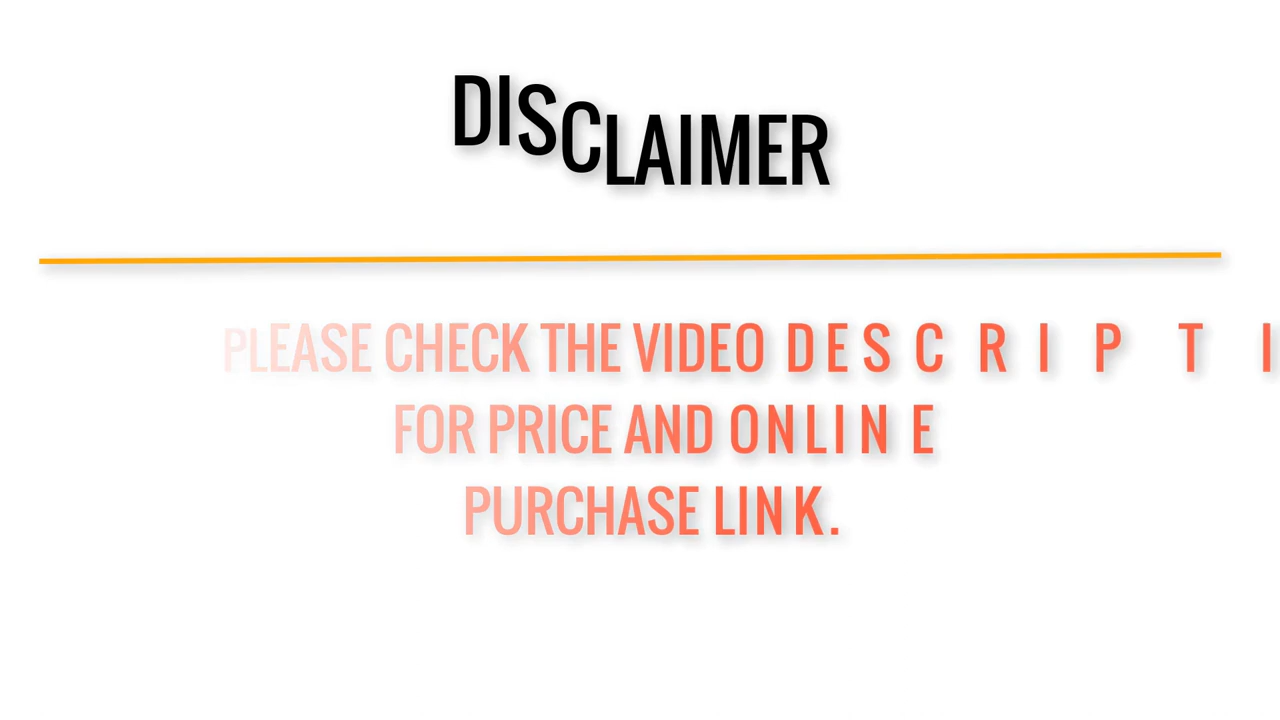 DISCLAIMER
PLEASE CHECK THE VIDEO DESCRIPTI
FOR PRICE AND ONLINE
PURCHASE LINK.